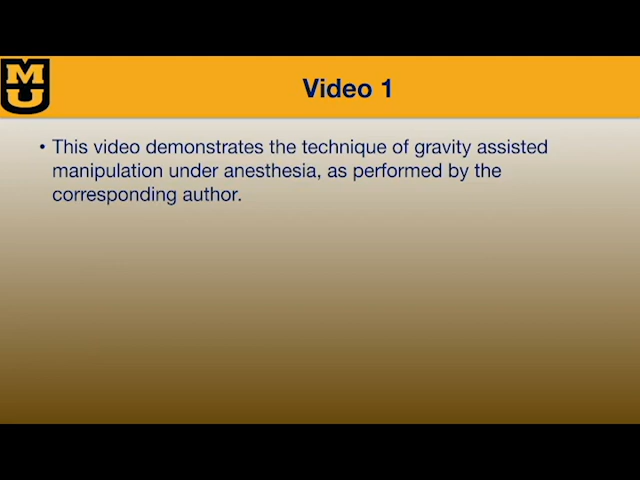 MU
Video 1
• This video demonstrates the technique of gravity assisted
manipulation under anesthesia, as performed by the
corresponding author.